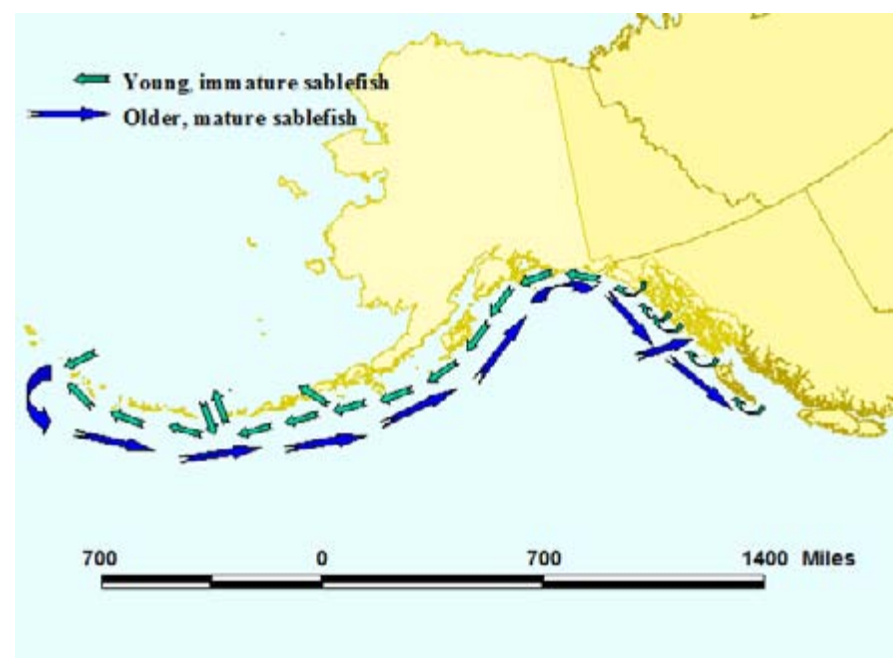 Young, immature sablefish
Older, mature sablefish
700 0 700 1400 Miles